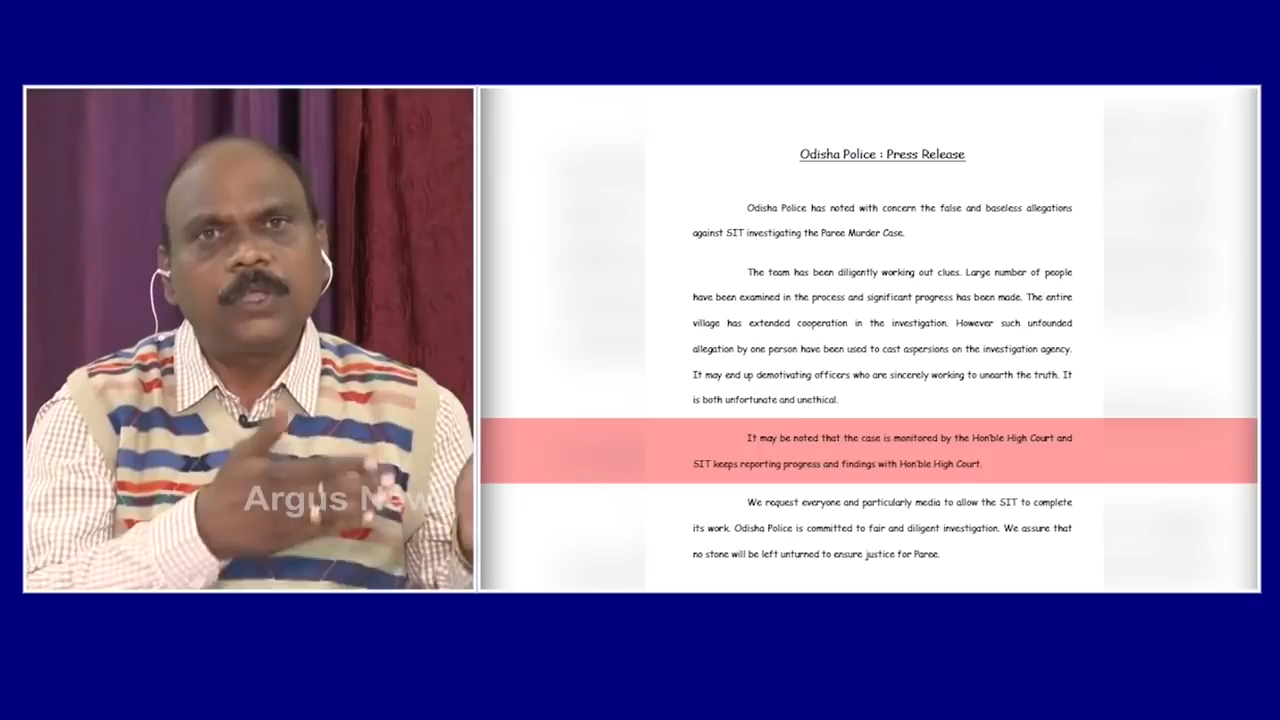 Odisha Police : Press Release
Odisha Police has noted with concern the false and baseless allegations
against SIT investigating the Paree Murder Case.
The team has been diligently working out clues. Large number of people
have been examined in the process and significant progress has been made. The entire
village has extended cooperation in the investigation. However such unfounded
allegation by one person have been used to cast aspersions on the investigation agency.
It may end up demotivating officers who are sincerely working to unearth the truth. It
is both unfortunate and unethical.
It may be noted that the case is monitored by the Hon'ble High Court and
SIT keeps reporting progress and findings with Hon'ble High Court.
We request everyone and particularly media to allow the SIT to complete
its work. Odisha Police is committed to fair and diligent investigation. We assure that
no stone will be left unturned to ensure justice for Paree.
Argus News